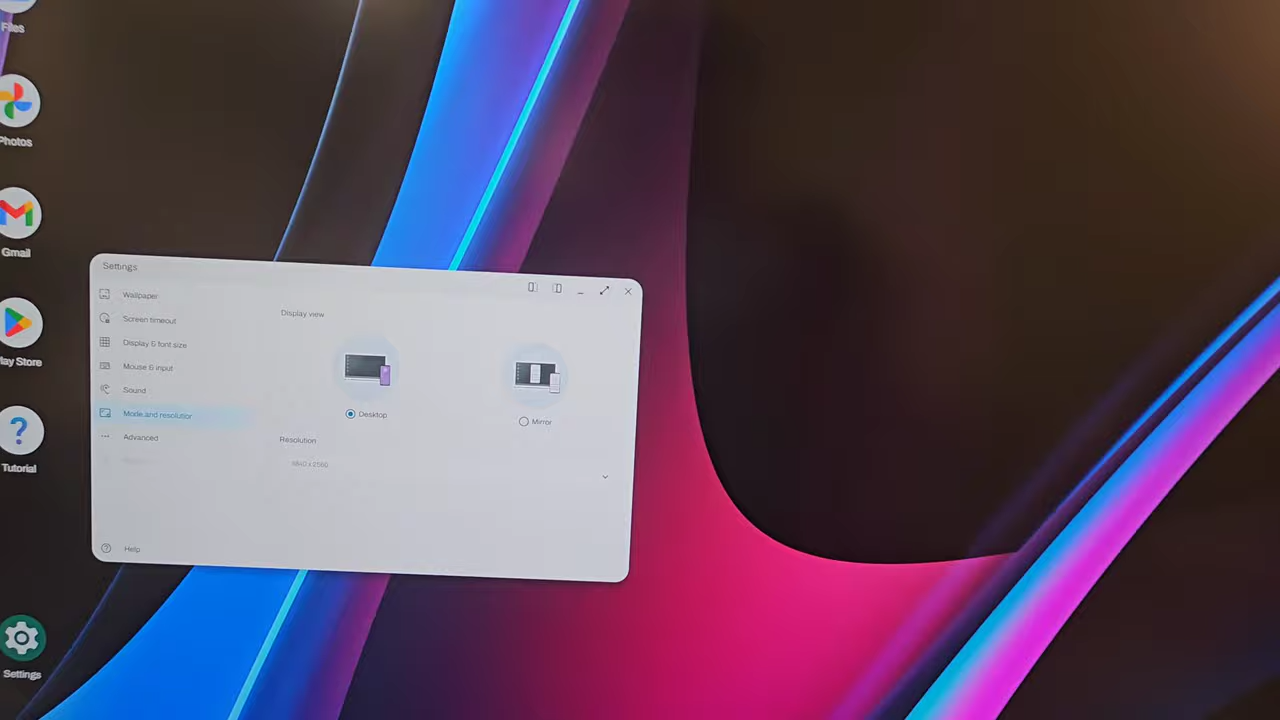 Files
Photos
Gmail
lay Store
Tutorial
Settings
Settings
Wallpaper
Screen timeout
Display & font size
Mouse & input
Sound
Mode and resolution
Advanced
Help
Display view
Desktop
Mirror
Resolution